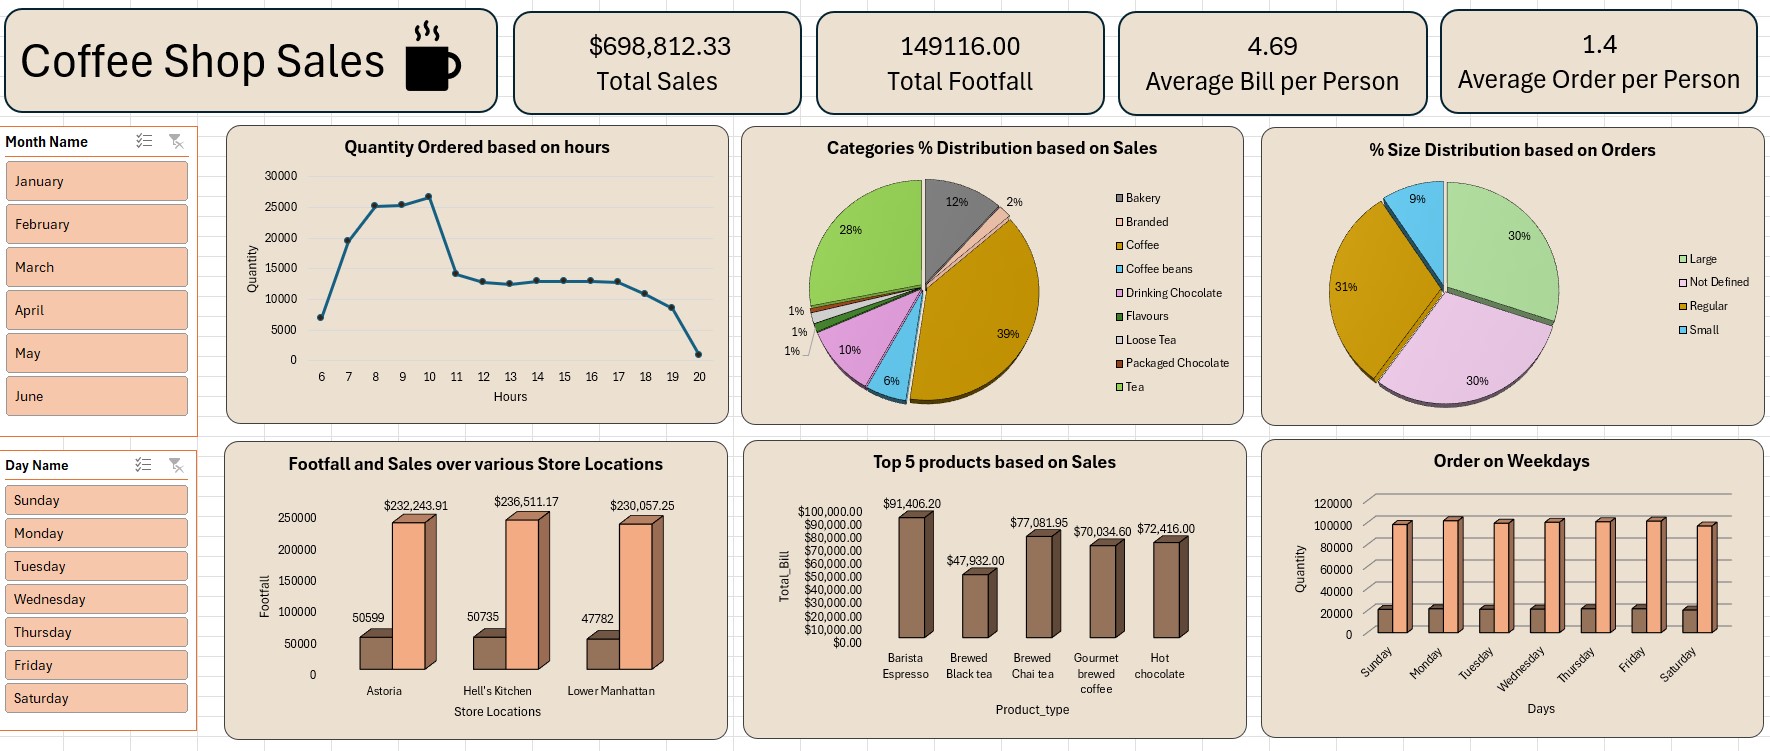 Coffee Shop Sales
$698,812.33
Total Sales
149116.00
Total Footfall
4.69
Average Bill per Person
1.4
Average Order per Person
Month Name
January
February
March
April
May
June
Day Name
Sunday
Monday
Tuesday
Wednesday
Thursday
Friday
Saturday
Quantity Ordered based on hours
Quantity
30000
25000
20000
15000
10000
5000
0
6 7 8 9 10 11 12 13 14 15 16 17 18 19 20
Hours
Categories % Distribution based on Sales
12%
2%
39%
6%
10%
1%
1%
1%
28%
Bakery
Branded
Coffee
Coffee beans
Drinking Chocolate
Flavours
Loose Tea
Packaged Chocolate
Tea
% Size Distribution based on Orders
30%
30%
31%
9%
Large
Not Defined
Regular
Small
Footfall and Sales over various Store Locations
Footfall
250000
200000
150000
100000
50000
0
$232,243.91
$236,511.17
$230,057.25
50599
50735
47782
Astoria
Hell's Kitchen
Lower Manhattan
Store Locations
Top 5 products based on Sales
Total_Bill
$100,000.00
$90,000.00
$80,000.00
$70,000.00
$60,000.00
$50,000.00
$40,000.00
$30,000.00
$20,000.00
$10,000.00
$0.00
$91,406.20
$47,932.00
$77,081.95
$70,034.60
$72,416.00
Barista
Espresso
Brewed
Black tea
Brewed
Chai tea
Gourmet
brewed
coffee
Hot
chocolate
Product_type
Order on Weekdays
Quantity
120000
100000
80000
60000
40000
20000
0
Sunday
Monday
Tuesday
Wednesday
Thursday
Friday
Saturday
Days